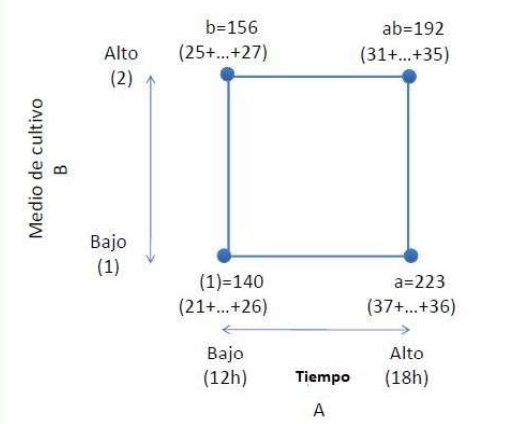 b=156
(25+...+27)
ab=192
(31+...+35)
Alto
(2)
Medio de cultivo
B
Bajo
(1)
(1)=140
(21+...+26)
a=223
(37+...+36)
Bajo
(12h)
Tiempo
Alto
(18h)
A